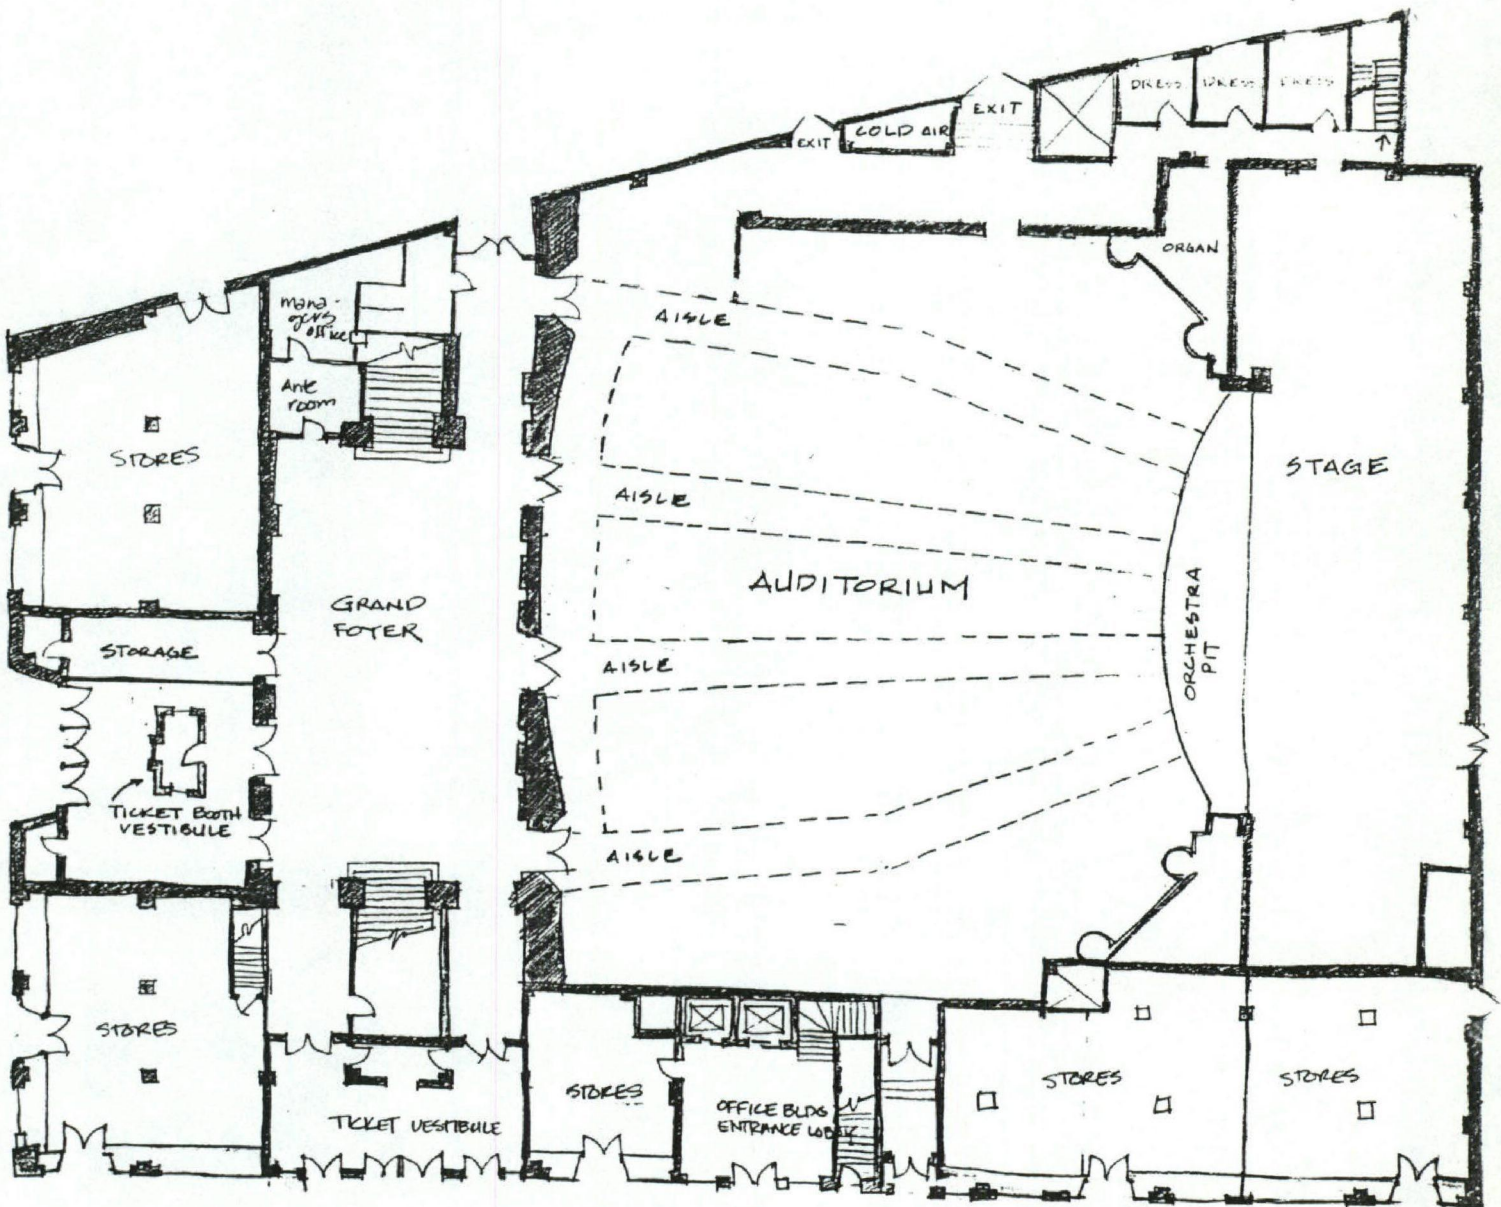 DRESS
DRESS
DRESS
EXIT
COLD AIR
EXIT
ORGAN
mana-
gers
office
AISLE
Ante
room
STORES
STAGE
AISLE
AUDITORIUM
GRAND
FOYER
ORCHESTRA
PIT
STORAGE
AISLE
TICKET BOOTH
VESTIBULE
AISLE
STORES
STORES
STORES
STORES
OFFICE BLDG
ENTRANCE LOBBY
TICKET VESTIBULE